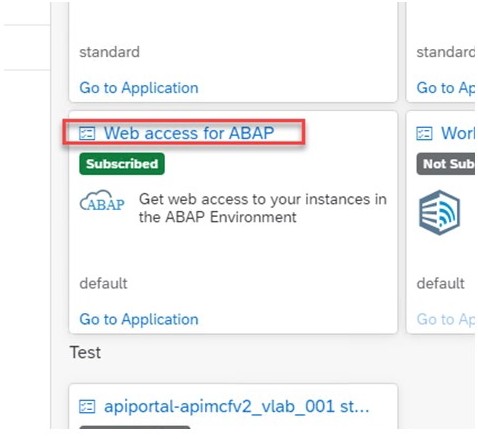 standard
standard
Go to Application
Go to Ap
Web access for ABAP
Work
Subscribed
Not Sub
ABAP
Get web access to your instances in
the ABAP Environment
default
default
Go to Application
Go to Ap
Test
apiportal-apimcfv2_vlab_001 st...